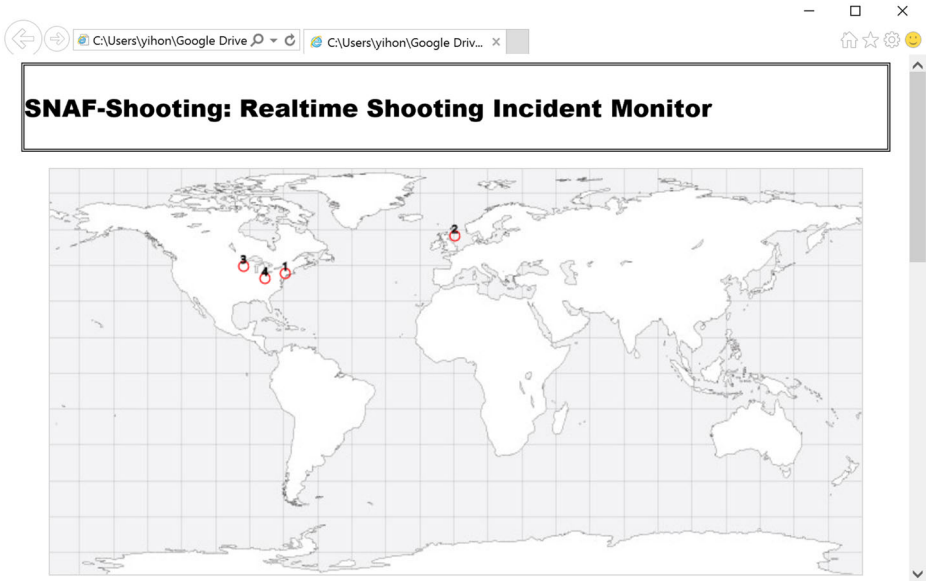 C:\Users\yihon\Google Drive
C:\Users\yihon\Google Driv...
SNAF-Shooting: Realtime Shooting Incident Monitor
2
3
4
1